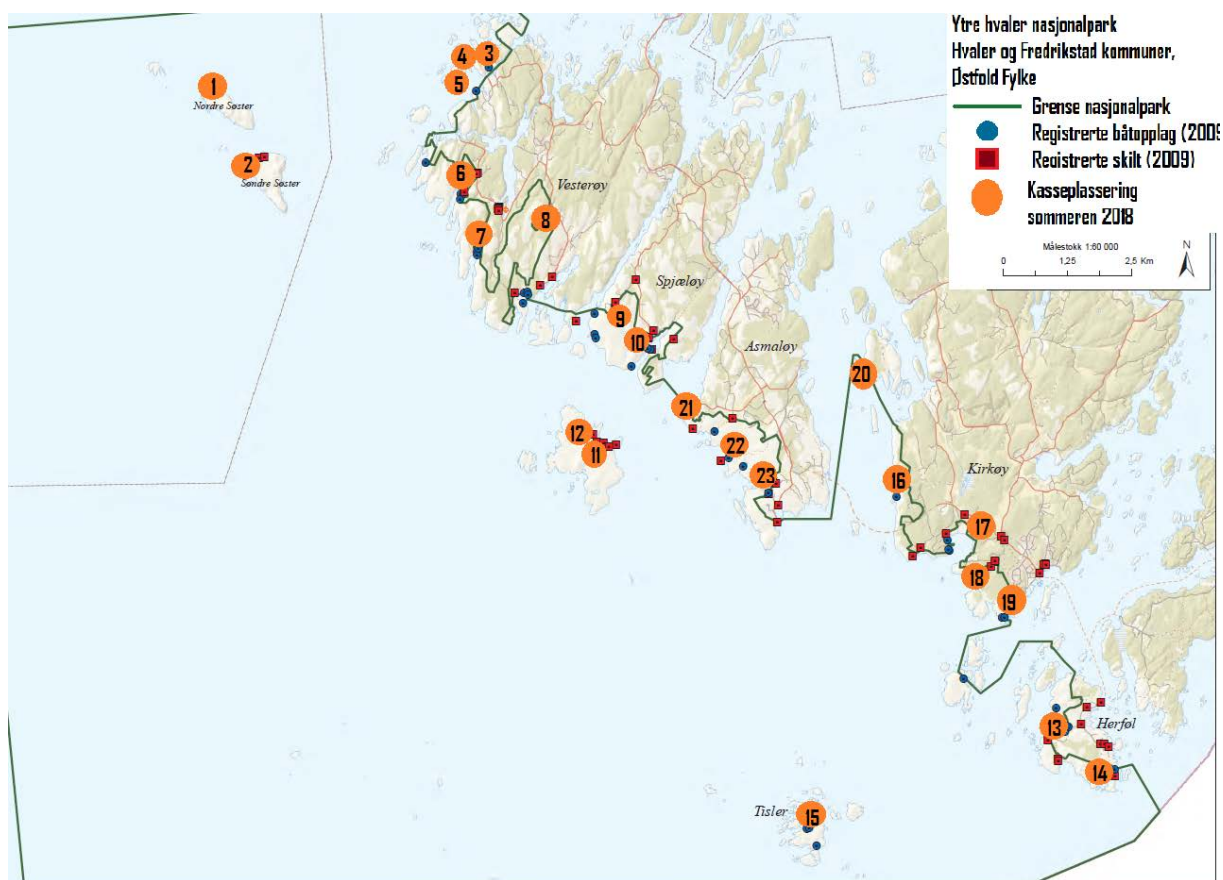 Ytre hvaler nasjonalpark
Hvaler og Fredrikstad kommuner,
Østfold Fylke
Grense nasjonalpark
Registrerte båtopplag (2009
Registrerte skilt (2009)
Kasseplassering
sommeren 2018
Målestokk 1:60 000
N
0 1,25 2,5 Km
4 3
5
1
Nordre Søster
2
Søndre Søster
6
Vesterøy
8
7
Spjæløy
9
10
Asmaløy
20
21
12
22
11
23
16
Kirkøy
17
18
19
13
Herføl
14
Tisler
15